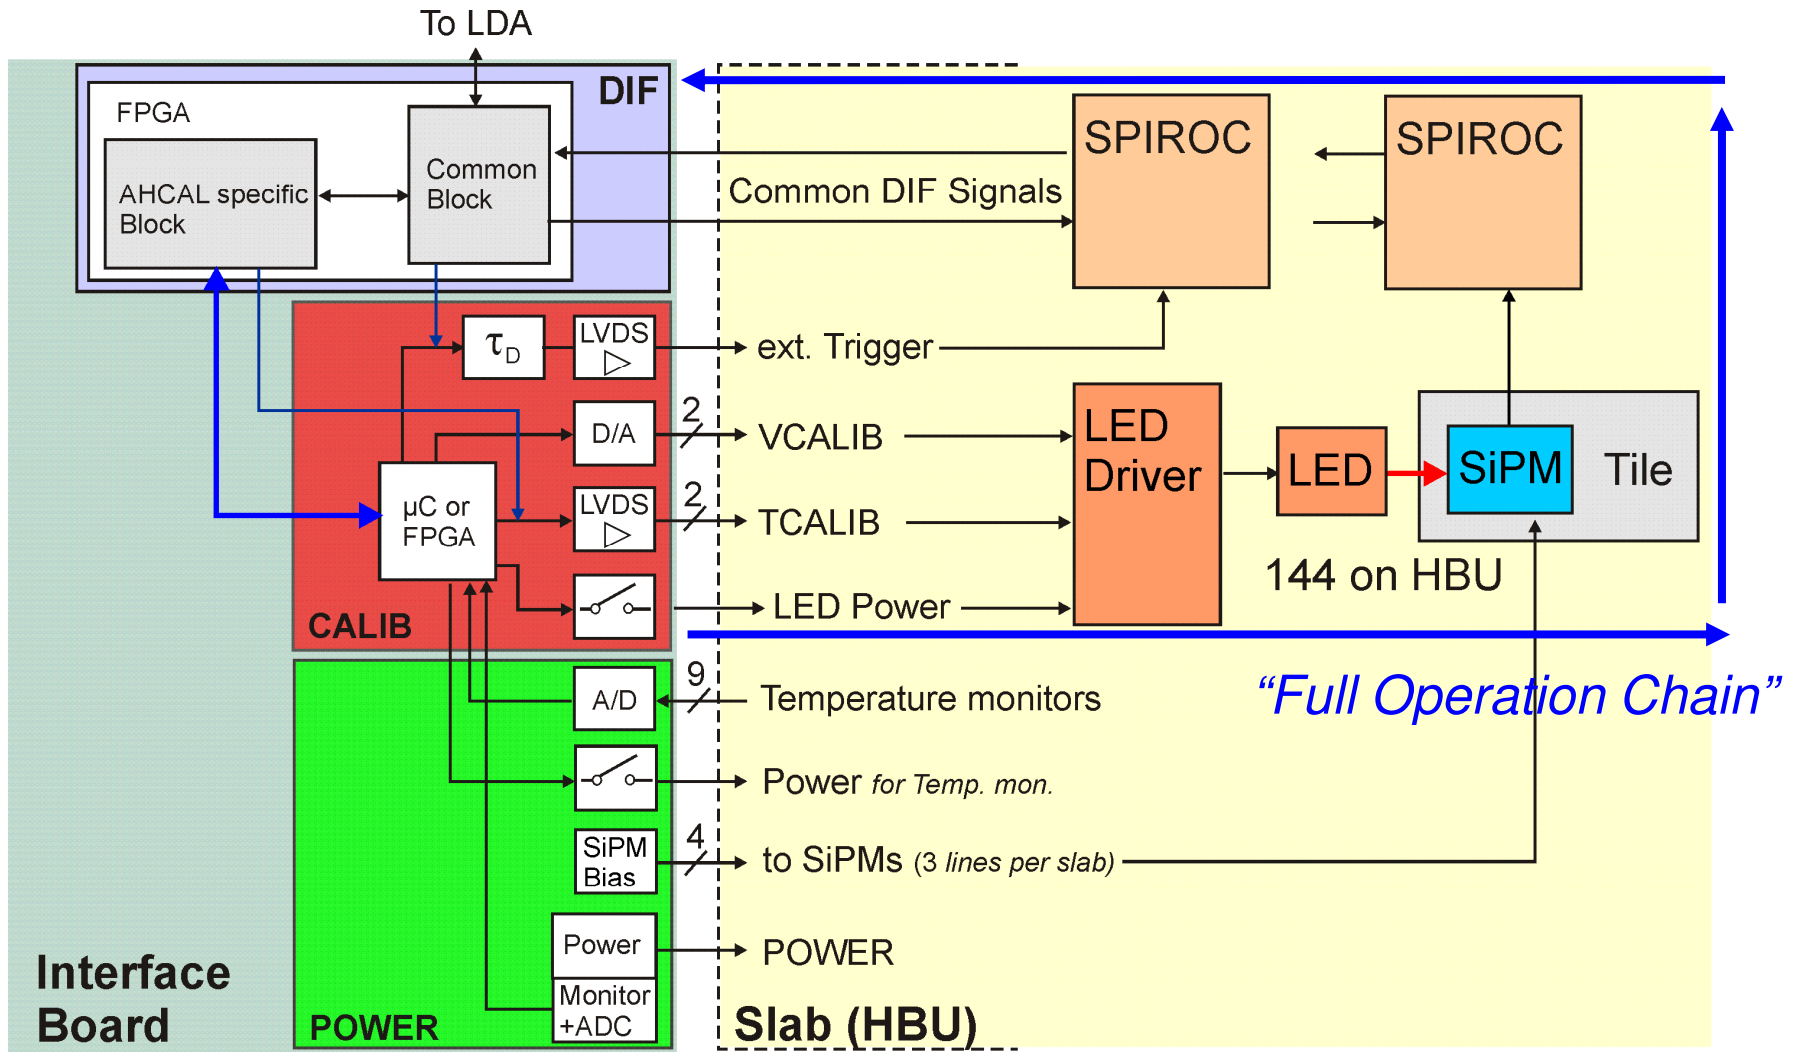 To LDA
DIF
FPGA
AHCAL specific
Block
Common
Block
SPIROC
SPIROC
Common DIF Signals
τD
LVDS
ext. Trigger
D/A
2
VCALIB
LED
Driver
LED
SiPM
Tile
µC or
FPGA
LVDS
2
TCALIB
144 on HBU
LED Power
CALIB
A/D
9
Temperature monitors
“Full Operation Chain”
Power for Temp. mon.
SiPM
Bias
4
to SiPMs (3 lines per slab)
Power
POWER
Monitor
+ADC
POWER
Interface
Board
Slab (HBU)